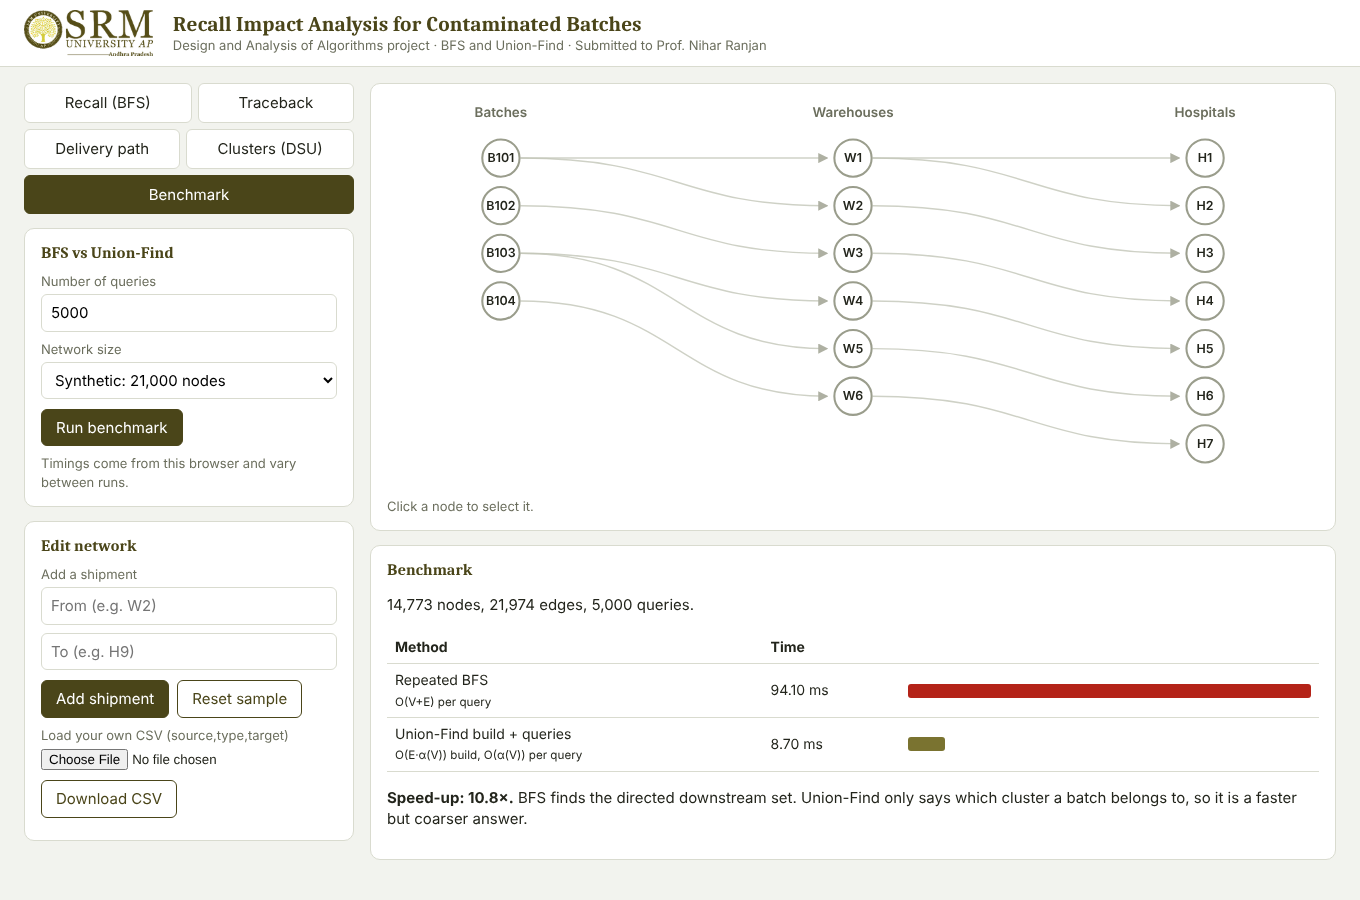 SRM
UNIVERSITY AP
Andhra Pradesh
Recall Impact Analysis for Contaminated Batches
Design and Analysis of Algorithms project · BFS and Union-Find · Submitted to Prof. Nihar Ranjan
Recall (BFS)
Traceback
Delivery path
Clusters (DSU)
Benchmark
BFS vs Union-Find
Number of queries
5000
Network size
Synthetic: 21,000 nodes
Run benchmark
Timings come from this browser and vary
between runs.
Edit network
Add a shipment
From (e.g. W2)
To (e.g. H9)
Add shipment
Reset sample
Load your own CSV (source,type,target)
Choose File No file chosen
Download CSV
Batches
Warehouses
Hospitals
B101
W1
H1
B102
W2
H2
B103
W3
H3
B104
W4
H4
W5
H5
W6
H6
H7
Click a node to select it.
Benchmark
14,773 nodes, 21,974 edges, 5,000 queries.
Method
Time
Repeated BFS
O(V+E) per query
94.10 ms
Union-Find build + queries
O(E·α(V)) build, O(α(V)) per query
8.70 ms
Speed-up: 10.8×. BFS finds the directed downstream set. Union-Find only says which cluster a batch belongs to, so it is a faster
but coarser answer.